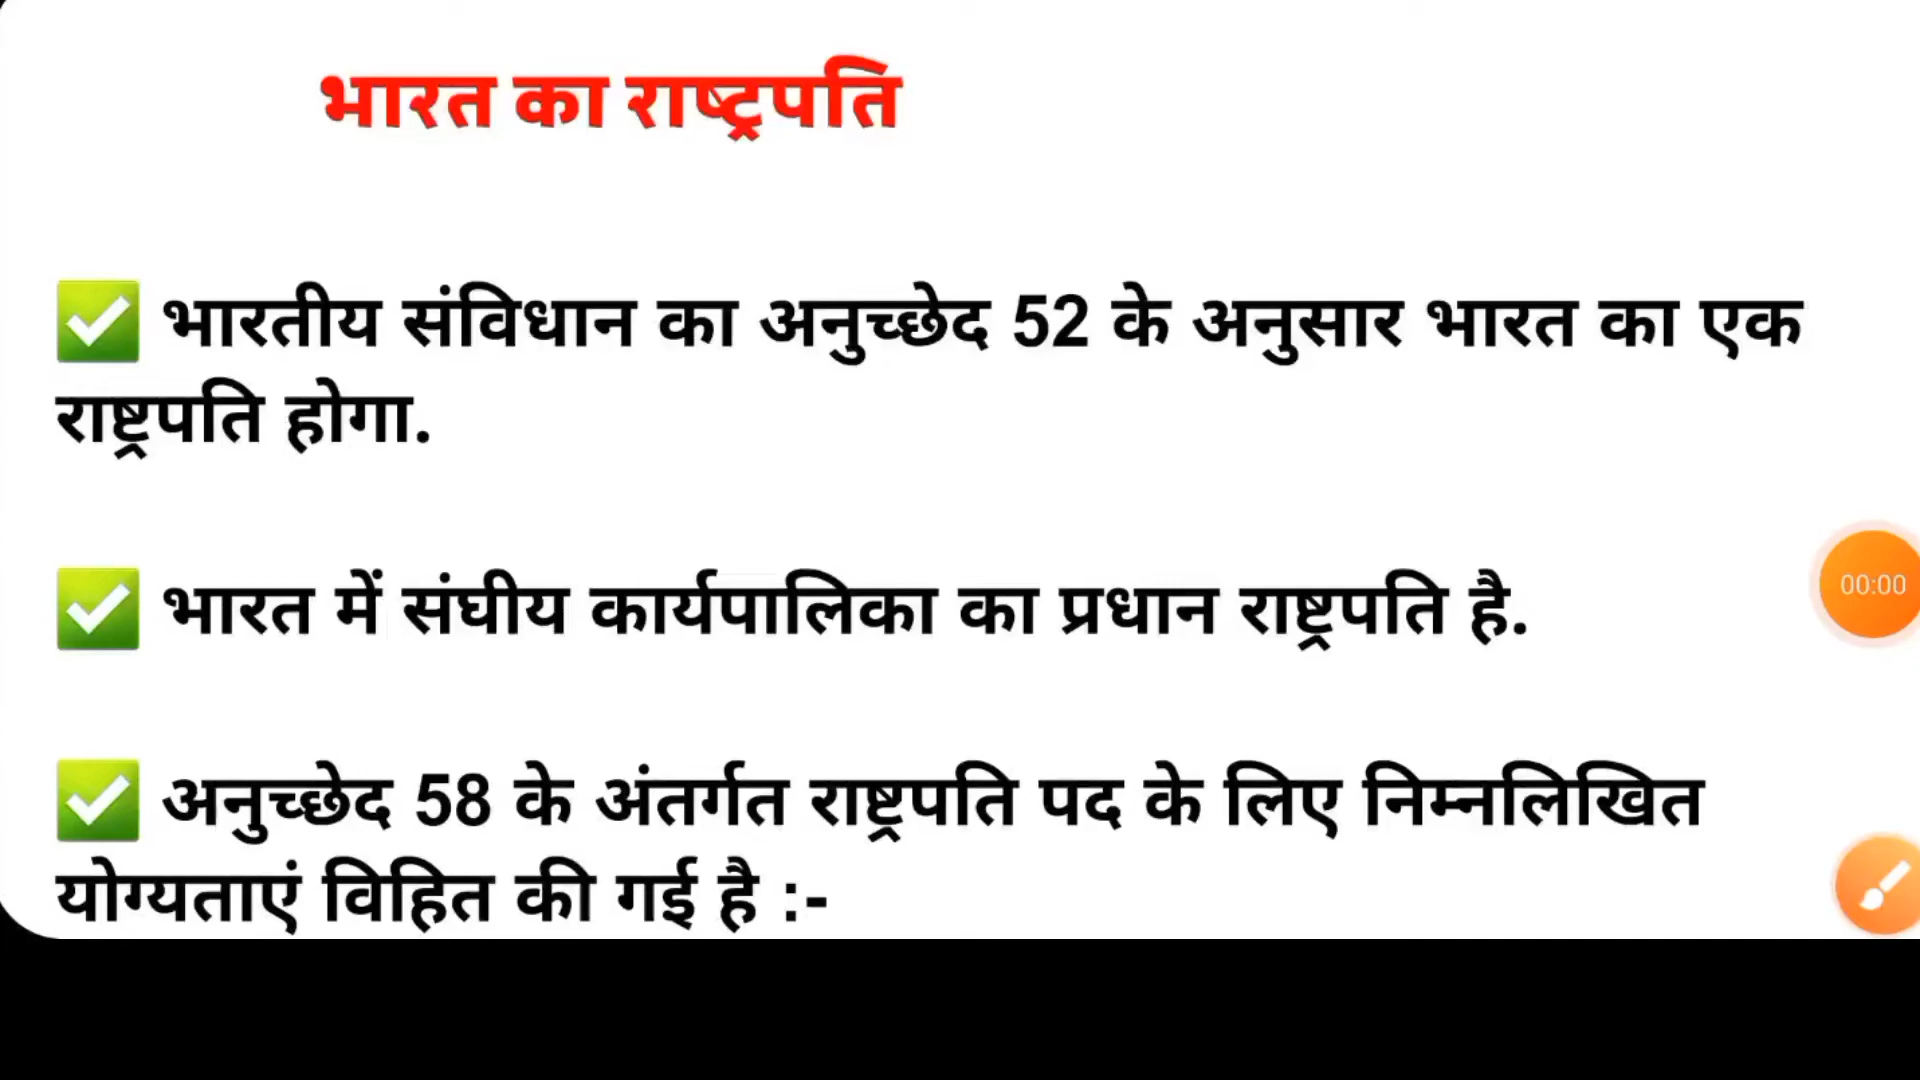 भारत का राष्ट्रपति
✅ भारतीय संविधान का अनुच्छेद 52 के अनुसार भारत का एक
राष्ट्रपति होगा.
✅ भारत में संघीय कार्यपालिका का प्रधान राष्ट्रपति है.
00:00
✅ अनुच्छेद 58 के अंतर्गत राष्ट्रपति पद के लिए निम्नलिखित
योग्यताएं विहित की गई है :-